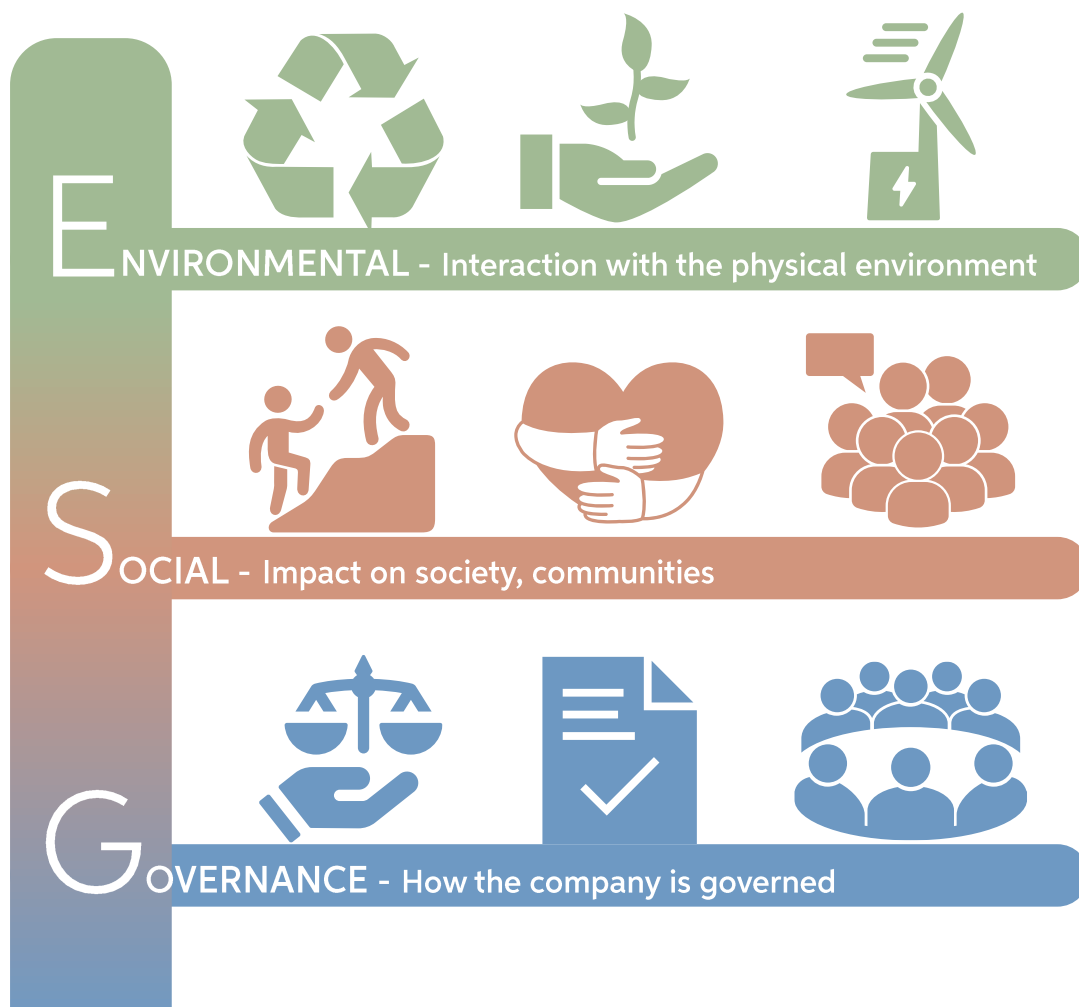 ENVIRONMENTAL - Interaction with the physical environment
SOCIAL - Impact on society, communities
GOVERNANCE - How the company is governed